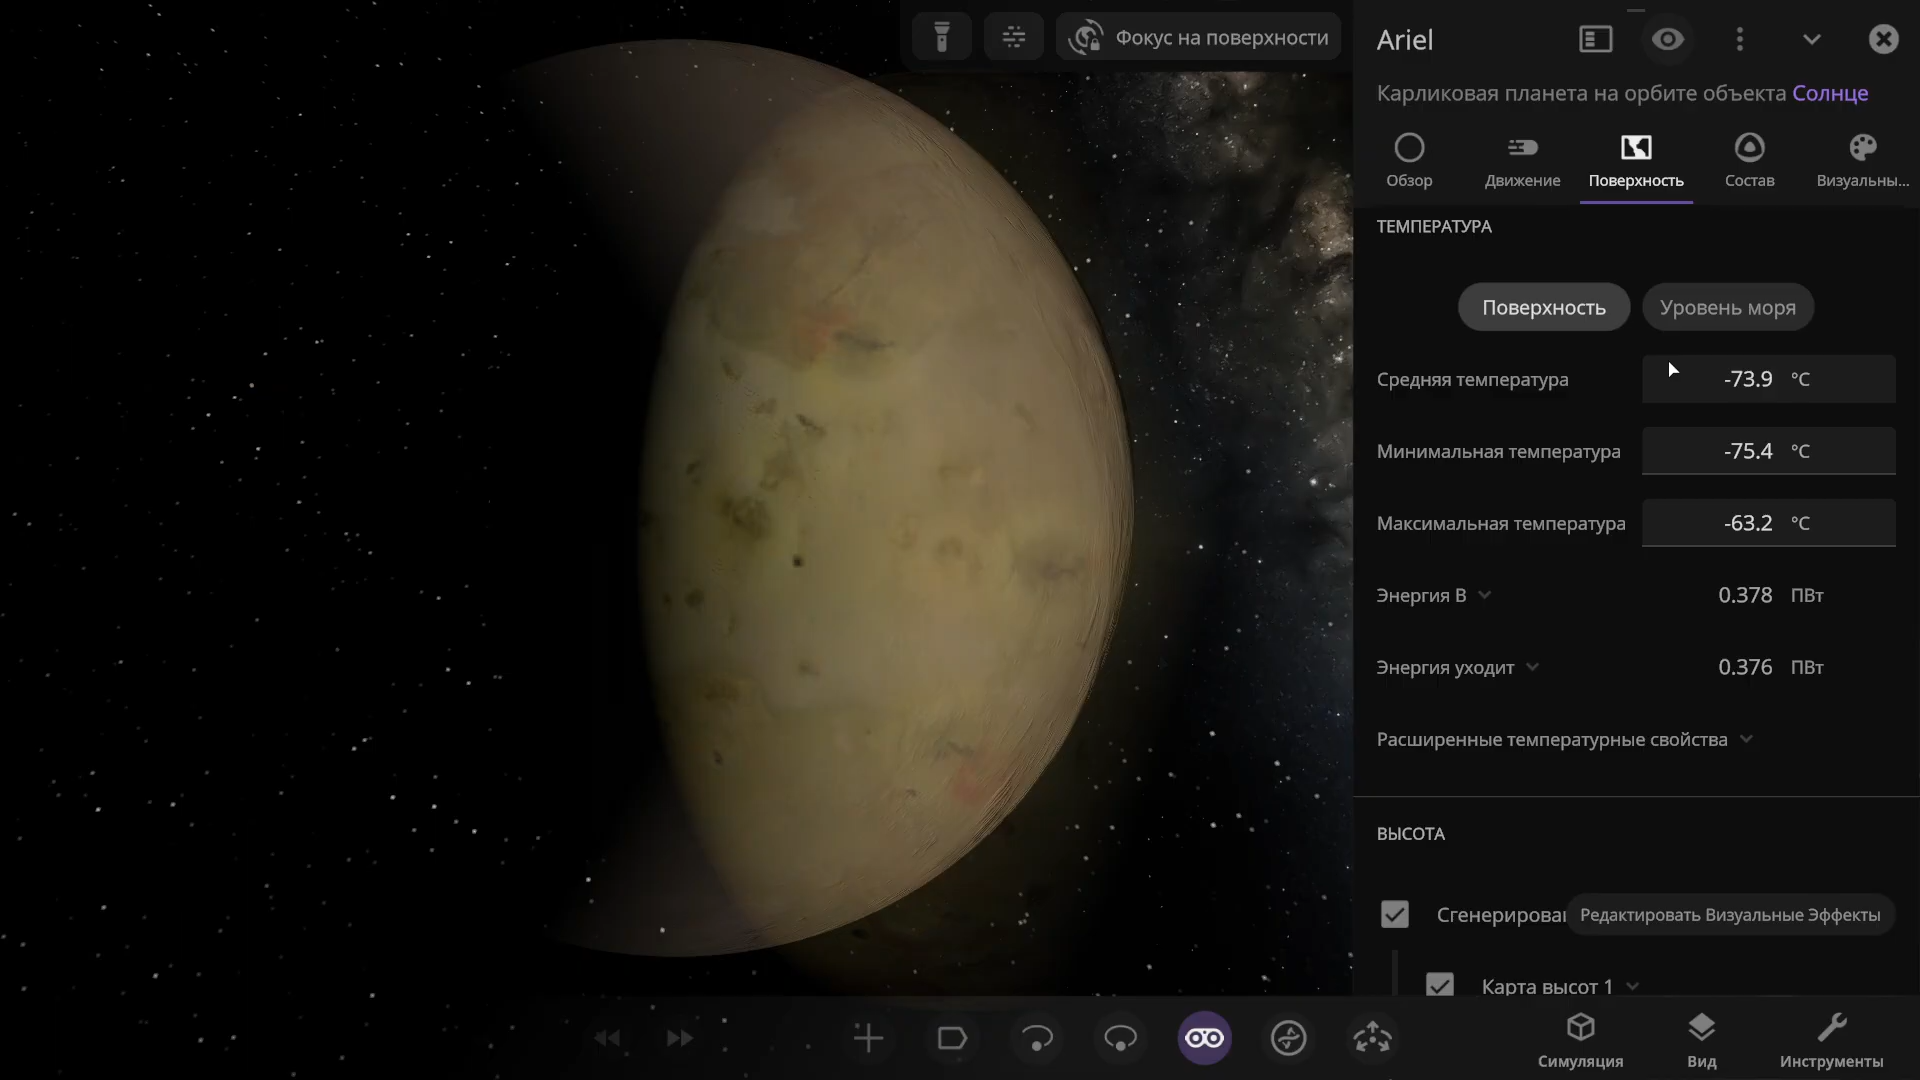 Фокус на поверхности
Ariel
Карликовая планета на орбите объекта Солнце
Обзор
Движение
Поверхность
Состав
Визуальны...
ТЕМПЕРАТУРА
Поверхность
Уровень моря
Средняя температура -73.9 °C
Минимальная температура -75.4 °C
Максимальная температура -63.2 °C
Энергия В 0.378 ПВт
Энергия уходит 0.376 ПВт
Расширенные температурные свойства
ВЫСОТА
Сгенерирова
Редактировать Визуальные Эффекты
Карта высот 1
Симуляция
Вид
Инструменты